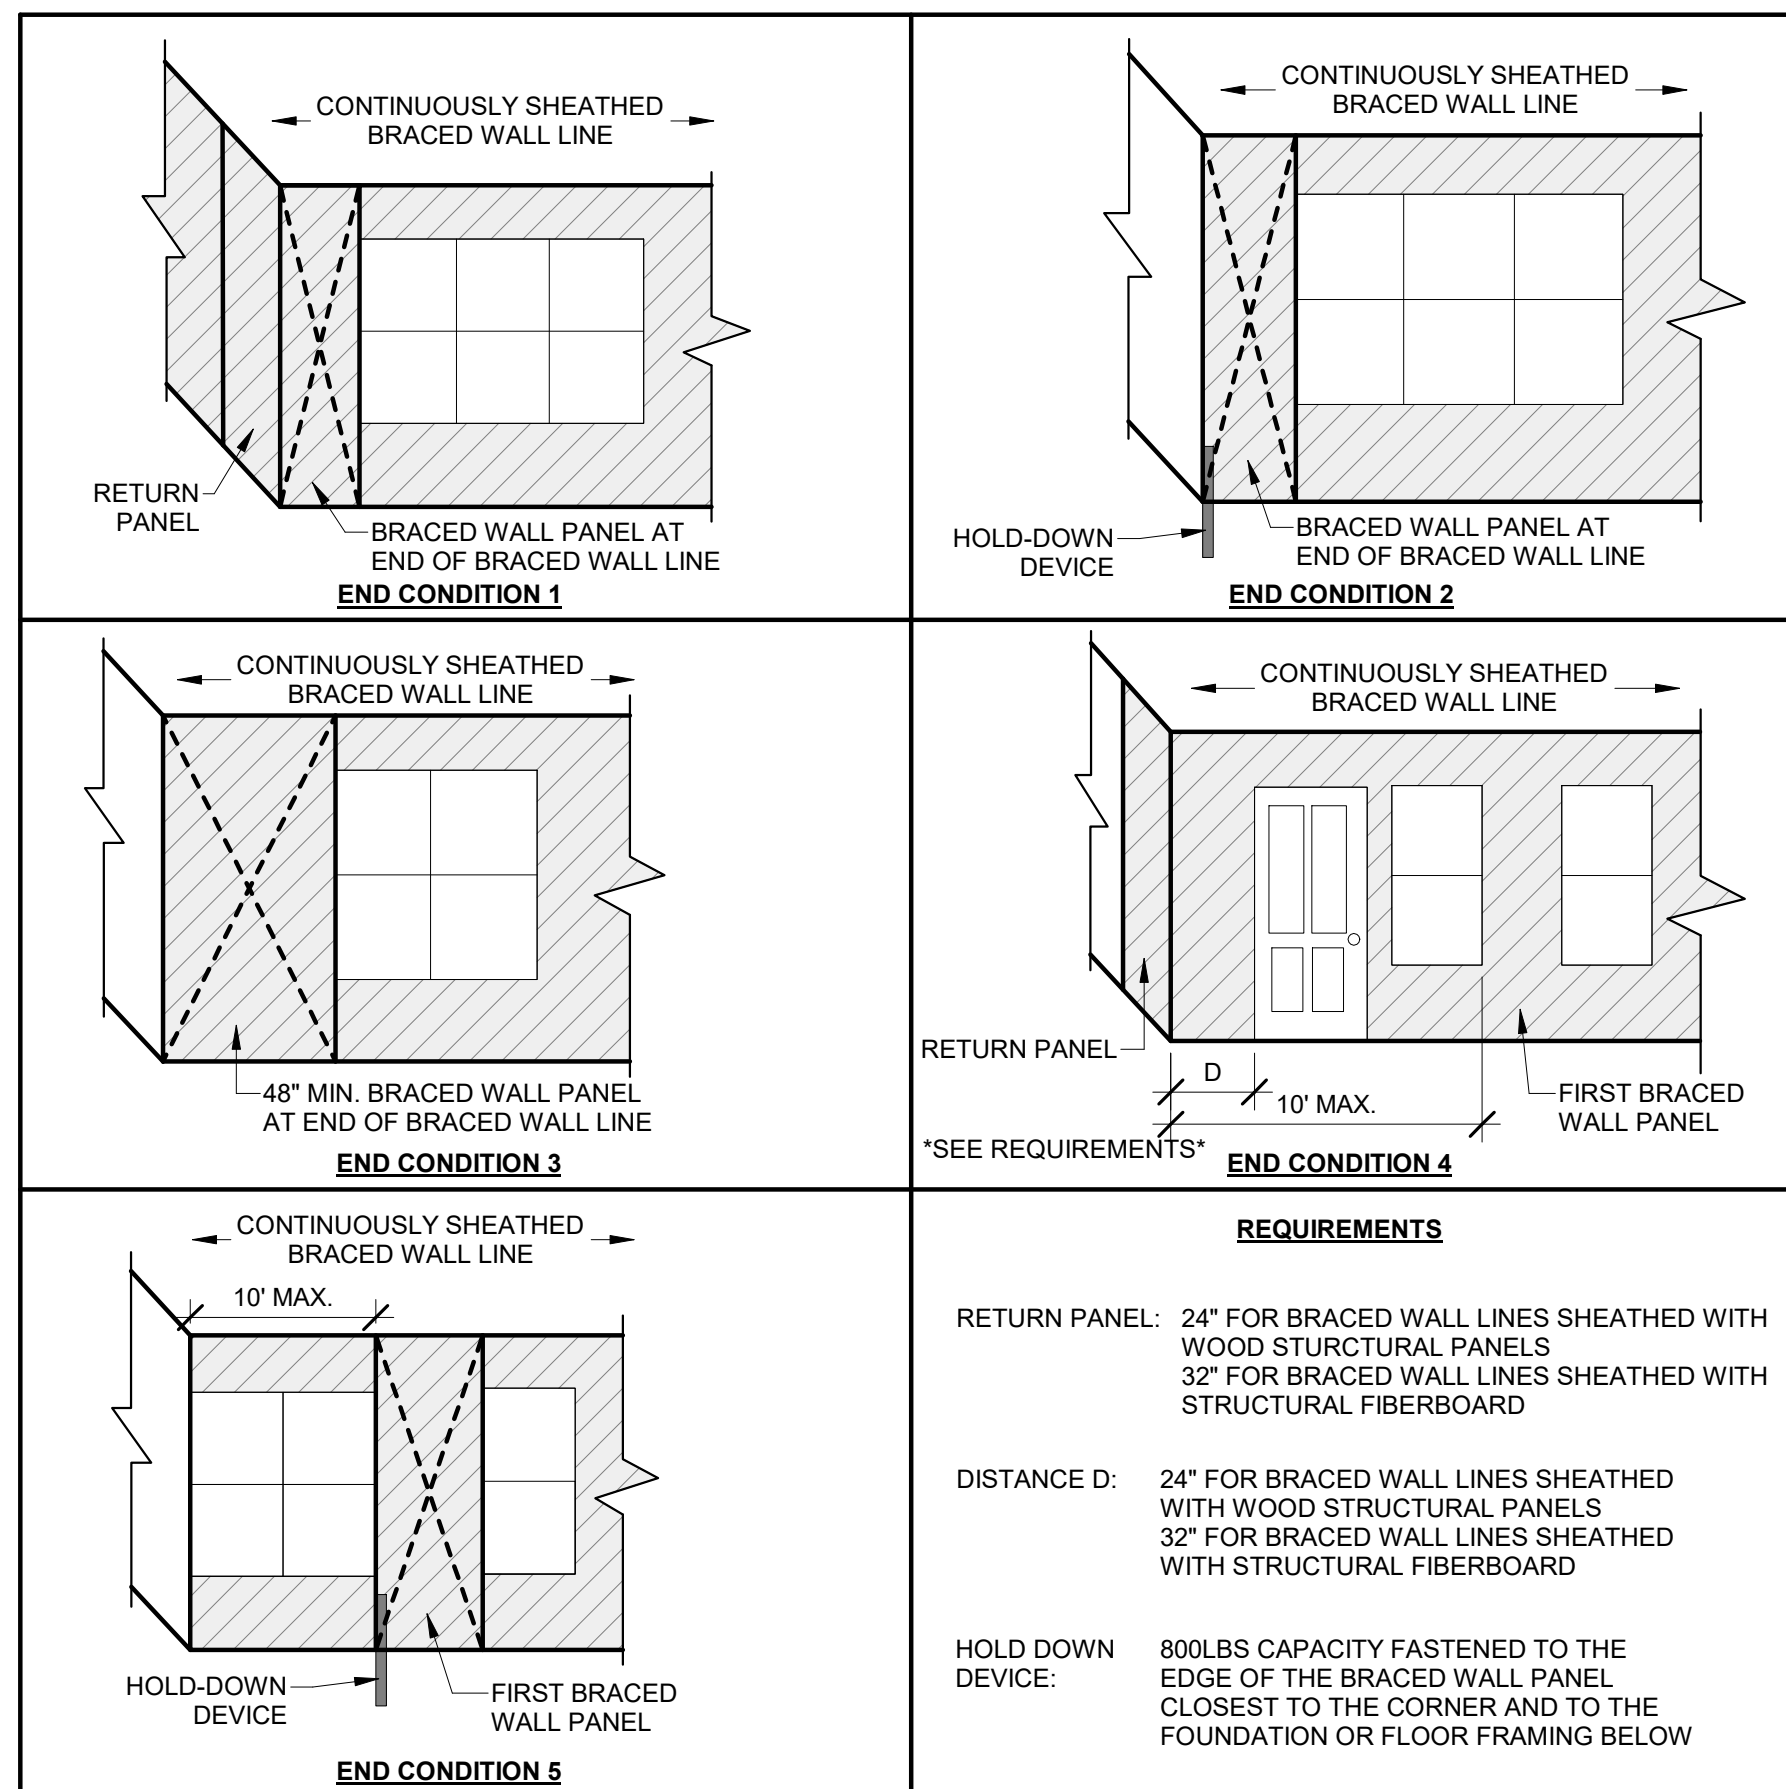 CONTINUOUSLY SHEATHED
BRACED WALL LINE
RETURN
PANEL
BRACED WALL PANEL AT
END OF BRACED WALL LINE
END CONDITION 1
CONTINUOUSLY SHEATHED
BRACED WALL LINE
HOLD-DOWN
DEVICE
BRACED WALL PANEL AT
END OF BRACED WALL LINE
END CONDITION 2
CONTINUOUSLY SHEATHED
BRACED WALL LINE
48" MIN. BRACED WALL PANEL
AT END OF BRACED WALL LINE
END CONDITION 3
CONTINUOUSLY SHEATHED
BRACED WALL LINE
RETURN PANEL
D
10' MAX.
FIRST BRACED
WALL PANEL
*SEE REQUIREMENTS*
END CONDITION 4
CONTINUOUSLY SHEATHED
BRACED WALL LINE
10' MAX.
HOLD-DOWN
DEVICE
FIRST BRACED
WALL PANEL
END CONDITION 5
REQUIREMENTS
RETURN PANEL: 24" FOR BRACED WALL LINES SHEATHED WITH
WOOD STURCTURAL PANELS
32" FOR BRACED WALL LINES SHEATHED WITH
STRUCTURAL FIBERBOARD
DISTANCE D: 24" FOR BRACED WALL LINES SHEATHED
WITH WOOD STRUCTURAL PANELS
32" FOR BRACED WALL LINES SHEATHED
WITH STRUCTURAL FIBERBOARD
HOLD DOWN 800LBS CAPACITY FASTENED TO THE
DEVICE: EDGE OF THE BRACED WALL PANEL
CLOSEST TO THE CORNER AND TO THE
FOUNDATION OR FLOOR FRAMING BELOW